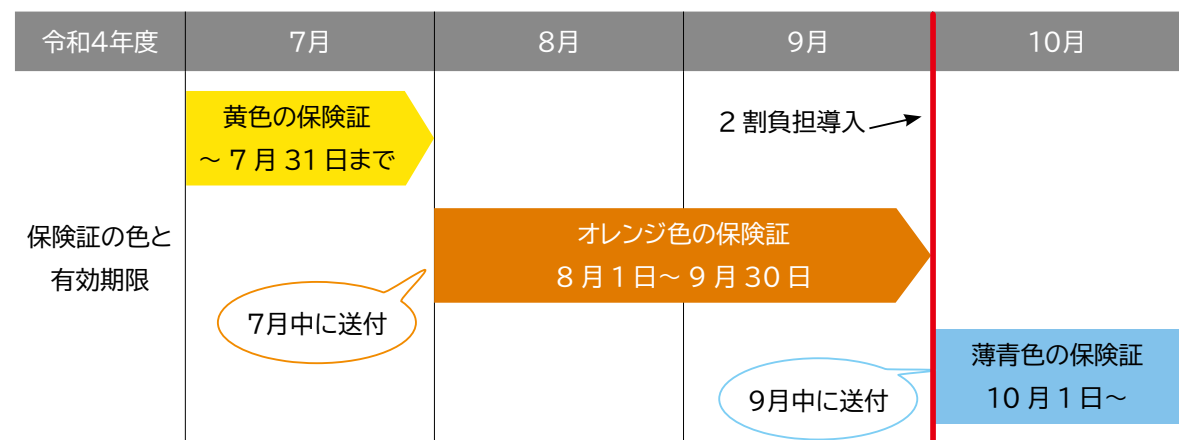 令和4年度
7月
8月
9月
10月
黄色の保険証
～ 7 月 31 日まで
2 割負担導入
保険証の色と
有効期限
オレンジ色の保険証
8 月 1 日～ 9 月 30 日
7月中に送付
薄青色の保険証
10 月 1 日～
9月中に送付